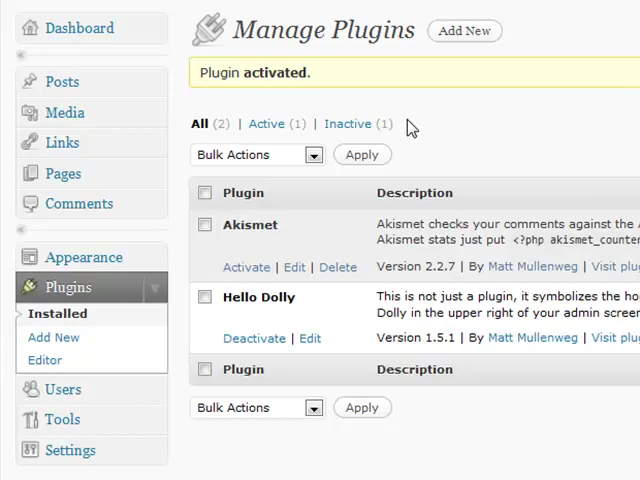 Dashboard
Posts
Media
Links
Pages
Comments
Appearance
Plugins
Installed
Add New
Editor
Users
Tools
Settings
Manage Plugins Add New
Plugin activated.
All (2) | Active (1) | Inactive (1)
Bulk Actions Apply
Plugin Description
Akismet Akismet checks your comments against the A
Akismet stats just put <?php akismet_counter
Activate | Edit | Delete Version 2.2.7 | By Matt Mullenweg | Visit plug
Hello Dolly This is not just a plugin, it symbolizes the ho
Dolly in the upper right of your admin screen
Deactivate | Edit Version 1.5.1 | By Matt Mullenweg | Visit plug
Plugin Description
Bulk Actions Apply